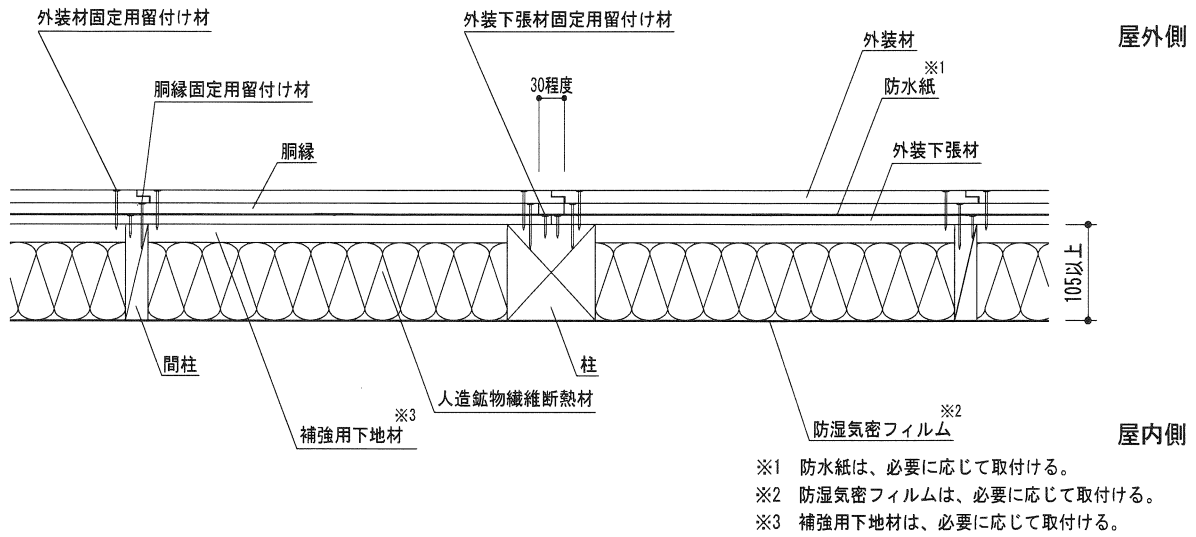 外装材固定用留付け材
外装下張材固定用留付け材
外装材
屋外側
胴縁固定用留付け材
30程度
防水紙※1
胴縁
外装下張材
105以上
間柱
柱
人造鉱物繊維断熱材
補強用下地材※3
防湿気密フィルム※2
屋内側
※1 防水紙は、必要に応じて取付ける。
※2 防湿気密フィルムは、必要に応じて取付ける。
※3 補強用下地材は、必要に応じて取付ける。